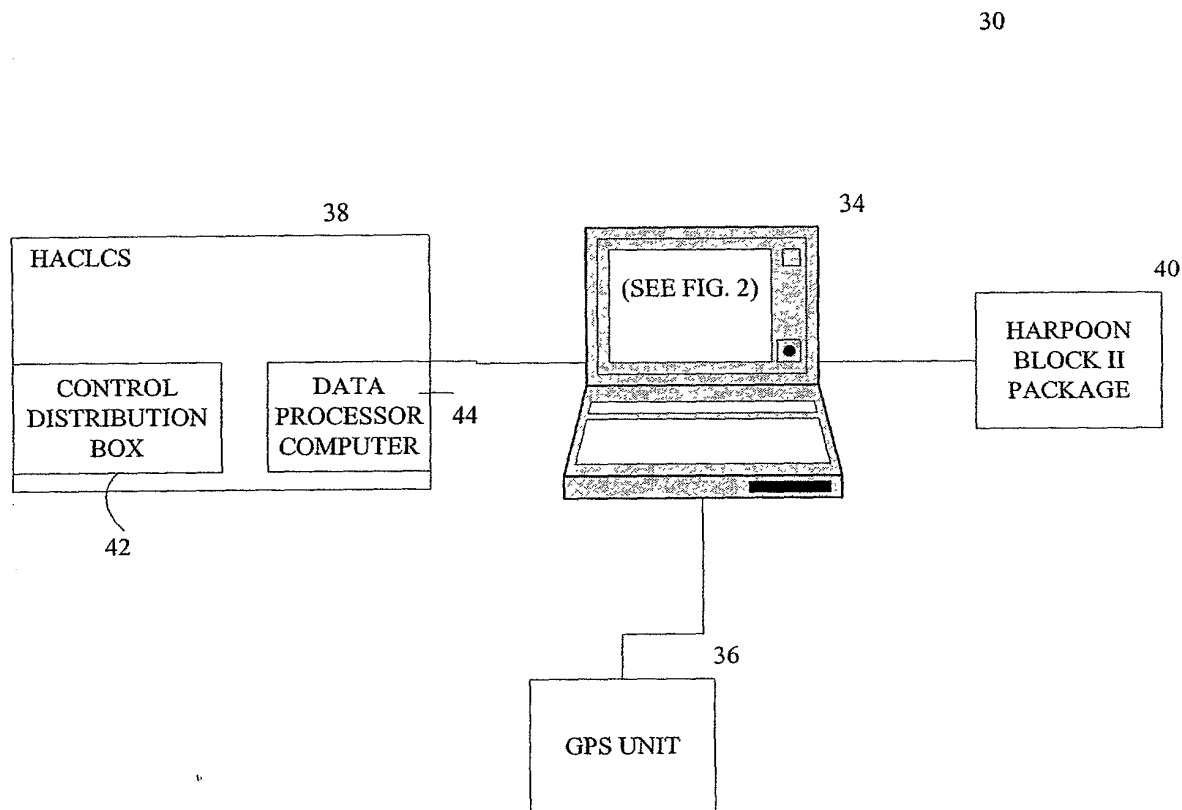 30
38
34
HACLCS
(SEE FIG. 2)
40
HARPOON
BLOCK II
PACKAGE
CONTROL
DISTRIBUTION
BOX
DATA
PROCESSOR
COMPUTER
44
42
36
GPS UNIT